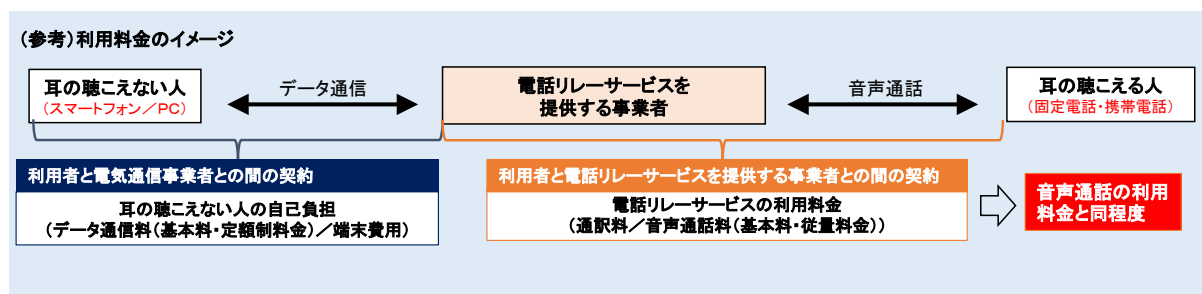 (参考)利用料金のイメージ
耳の聴こえない人
(スマートフォン/PC)
データ通信
電話リレーサービスを
提供する事業者
音声通話
耳の聴こえる人
(固定電話・携帯電話)
利用者と電気通信事業者との間の契約
耳の聴こえない人の自己負担
(データ通信料(基本料・定額制料金)/端末費用)
利用者と電話リレーサービスを提供する事業者との間の契約
電話リレーサービスの利用料金
(通訳料/音声通話料(基本料・従量料金))
音声通話の利用
料金と同程度